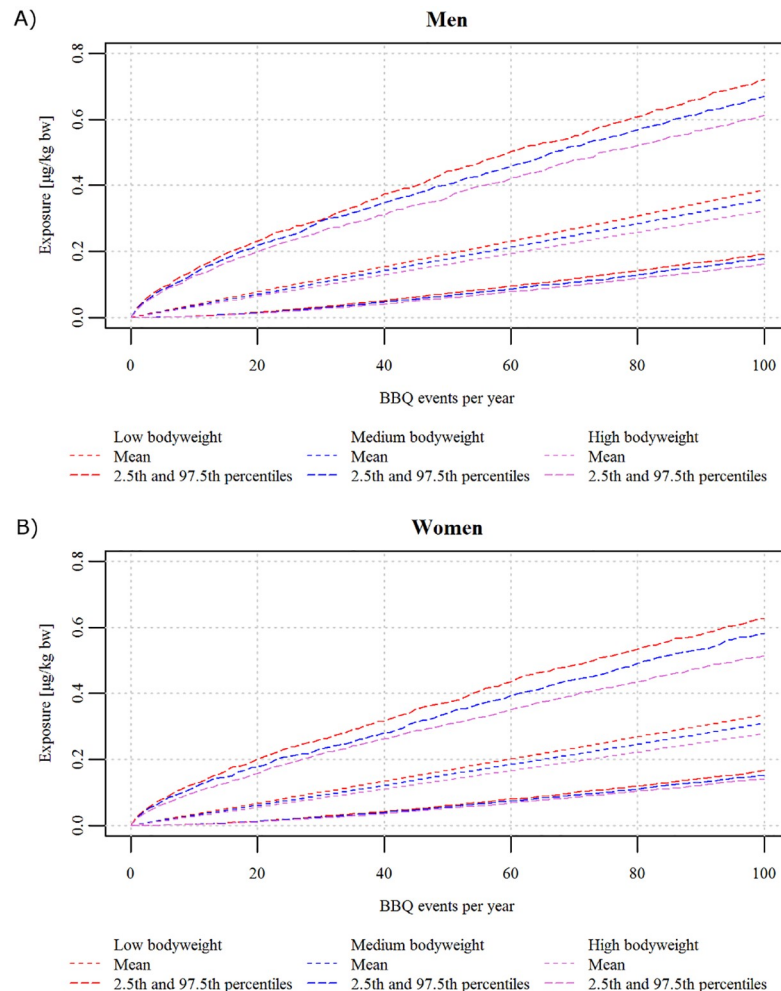 A)
Men
Exposure [µg/kg bw]
0.8
0.6
0.4
0.2
0.0
0 20 40 60 80 100
BBQ events per year
Low bodyweight Medium bodyweight High bodyweight
Mean Mean Mean
2.5th and 97.5th percentiles 2.5th and 97.5th percentiles 2.5th and 97.5th percentiles
B)
Women
Exposure [µg/kg bw]
0.8
0.6
0.4
0.2
0.0
0 20 40 60 80 100
BBQ events per year
Low bodyweight Medium bodyweight High bodyweight
Mean Mean Mean
2.5th and 97.5th percentiles 2.5th and 97.5th percentiles 2.5th and 97.5th percentiles